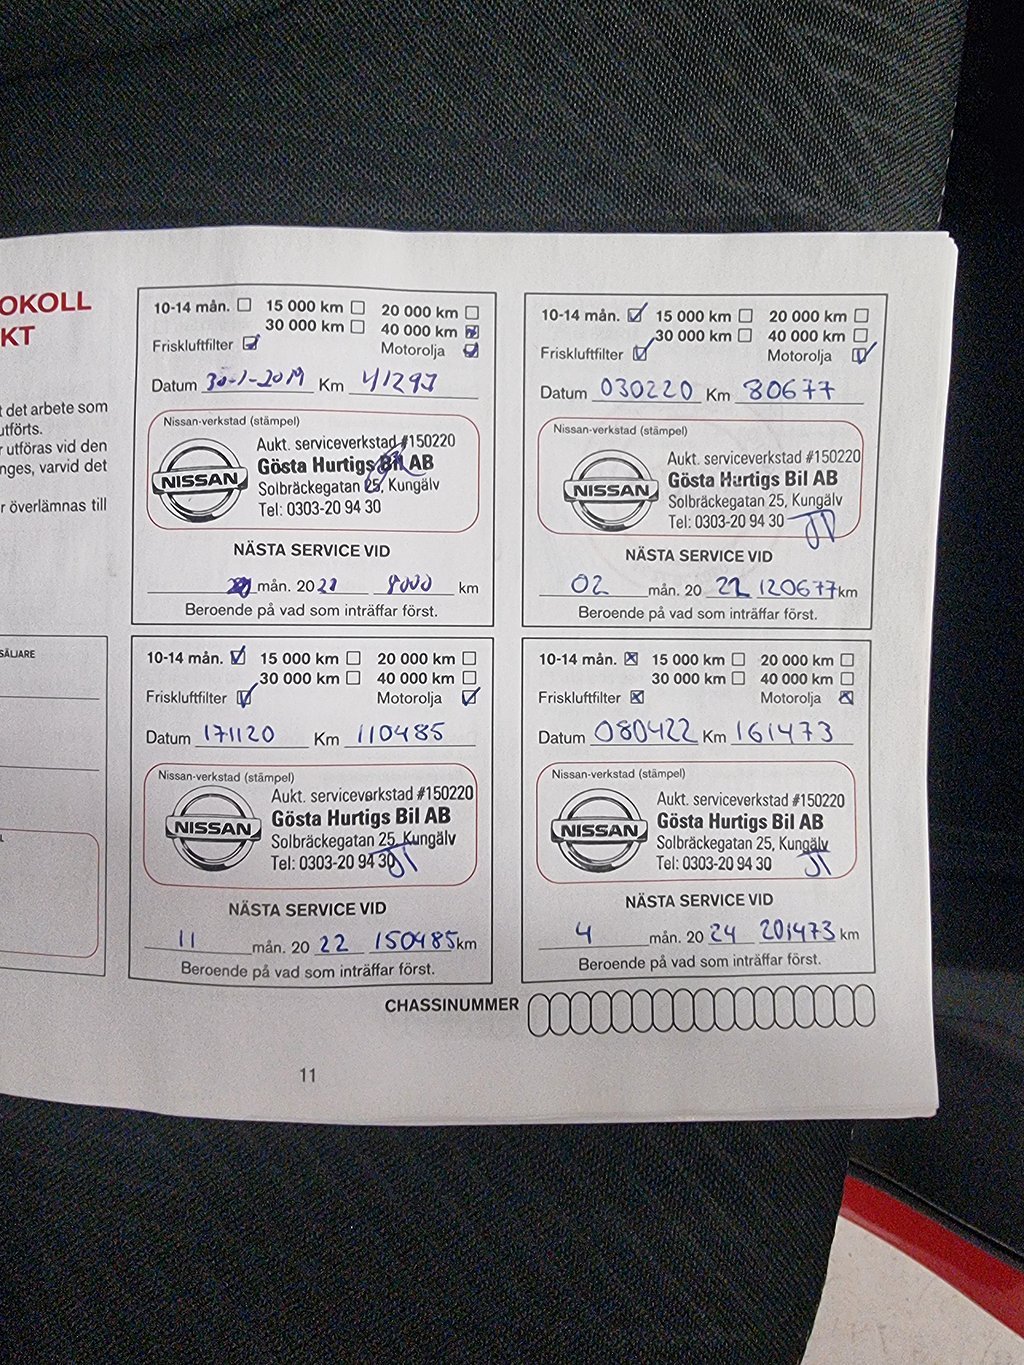 OKOLL
KT
t det arbete som
utförts.
r utföras vid den
nges, varvid det
r överlämnas till
SÄLJARE
L
10-14 mån. 15 000 km 20 000 km
30 000 km 40 000 km
Friskluftfilter Motorolja
Datum 30-1-2019 Km 41297
Nissan-verkstad (stämpel)
Aukt. serviceverkstad #150220
NISSAN
Gösta Hurtigs Bil AB
Solbräckegatan 25, Kungälv
Tel: 0303-20 94 30
NÄSTA SERVICE VID
mån. 2021 8000 km
Beroende på vad som inträffar först.
10-14 mån. 15 000 km 20 000 km
30 000 km 40 000 km
Friskluftfilter Motorolja
Datum 030220 Km 80677
Nissan-verkstad (stämpel)
Aukt. serviceverkstad #150220
NISSAN
Gösta Hurtigs Bil AB
Solbräckegatan 25, Kungälv
Tel: 0303-20 94 30
NÄSTA SERVICE VID
02 mån. 20 22 120677 km
Beroende på vad som inträffar först.
10-14 mån. 15 000 km 20 000 km
30 000 km 40 000 km
Friskluftfilter Motorolja
Datum 171120 Km 110485
Nissan-verkstad (stämpel)
Aukt. serviceverkstad #150220
NISSAN
Gösta Hurtigs Bil AB
Solbräckegatan 25, Kungälv
Tel: 0303-20 94 30
NÄSTA SERVICE VID
11 mån. 20 22 150485 km
Beroende på vad som inträffar först.
10-14 mån. 15 000 km 20 000 km
30 000 km 40 000 km
Friskluftfilter Motorolja
Datum 080422 Km 161473
Nissan-verkstad (stämpel)
Aukt. serviceverkstad #150220
NISSAN
Gösta Hurtigs Bil AB
Solbräckegatan 25, Kungälv
Tel: 0303-20 94 30
NÄSTA SERVICE VID
4 mån. 20 24 201473 km
Beroende på vad som inträffar först.
CHASSINUMMER
11